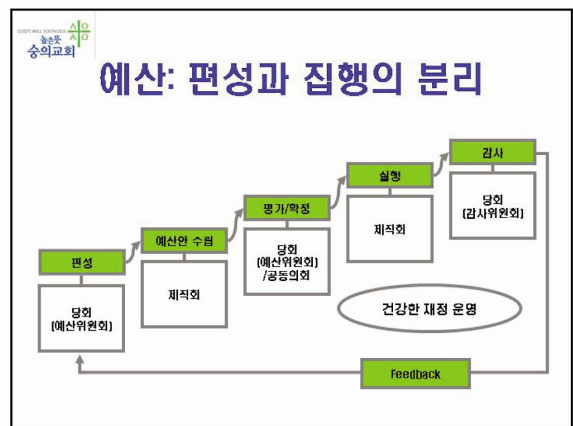 GOD'S WILL SOONGEUI
높은뜻
숭의교회
예산: 편성과 집행의 분리
편성
당회
(예산위원회)
예산안 수립
제직회
평가/확정
당회
(예산위원회)
/공동의회
실행
제직회
감사
당회
(감사위원회)
건강한 재정 운영
Feedback